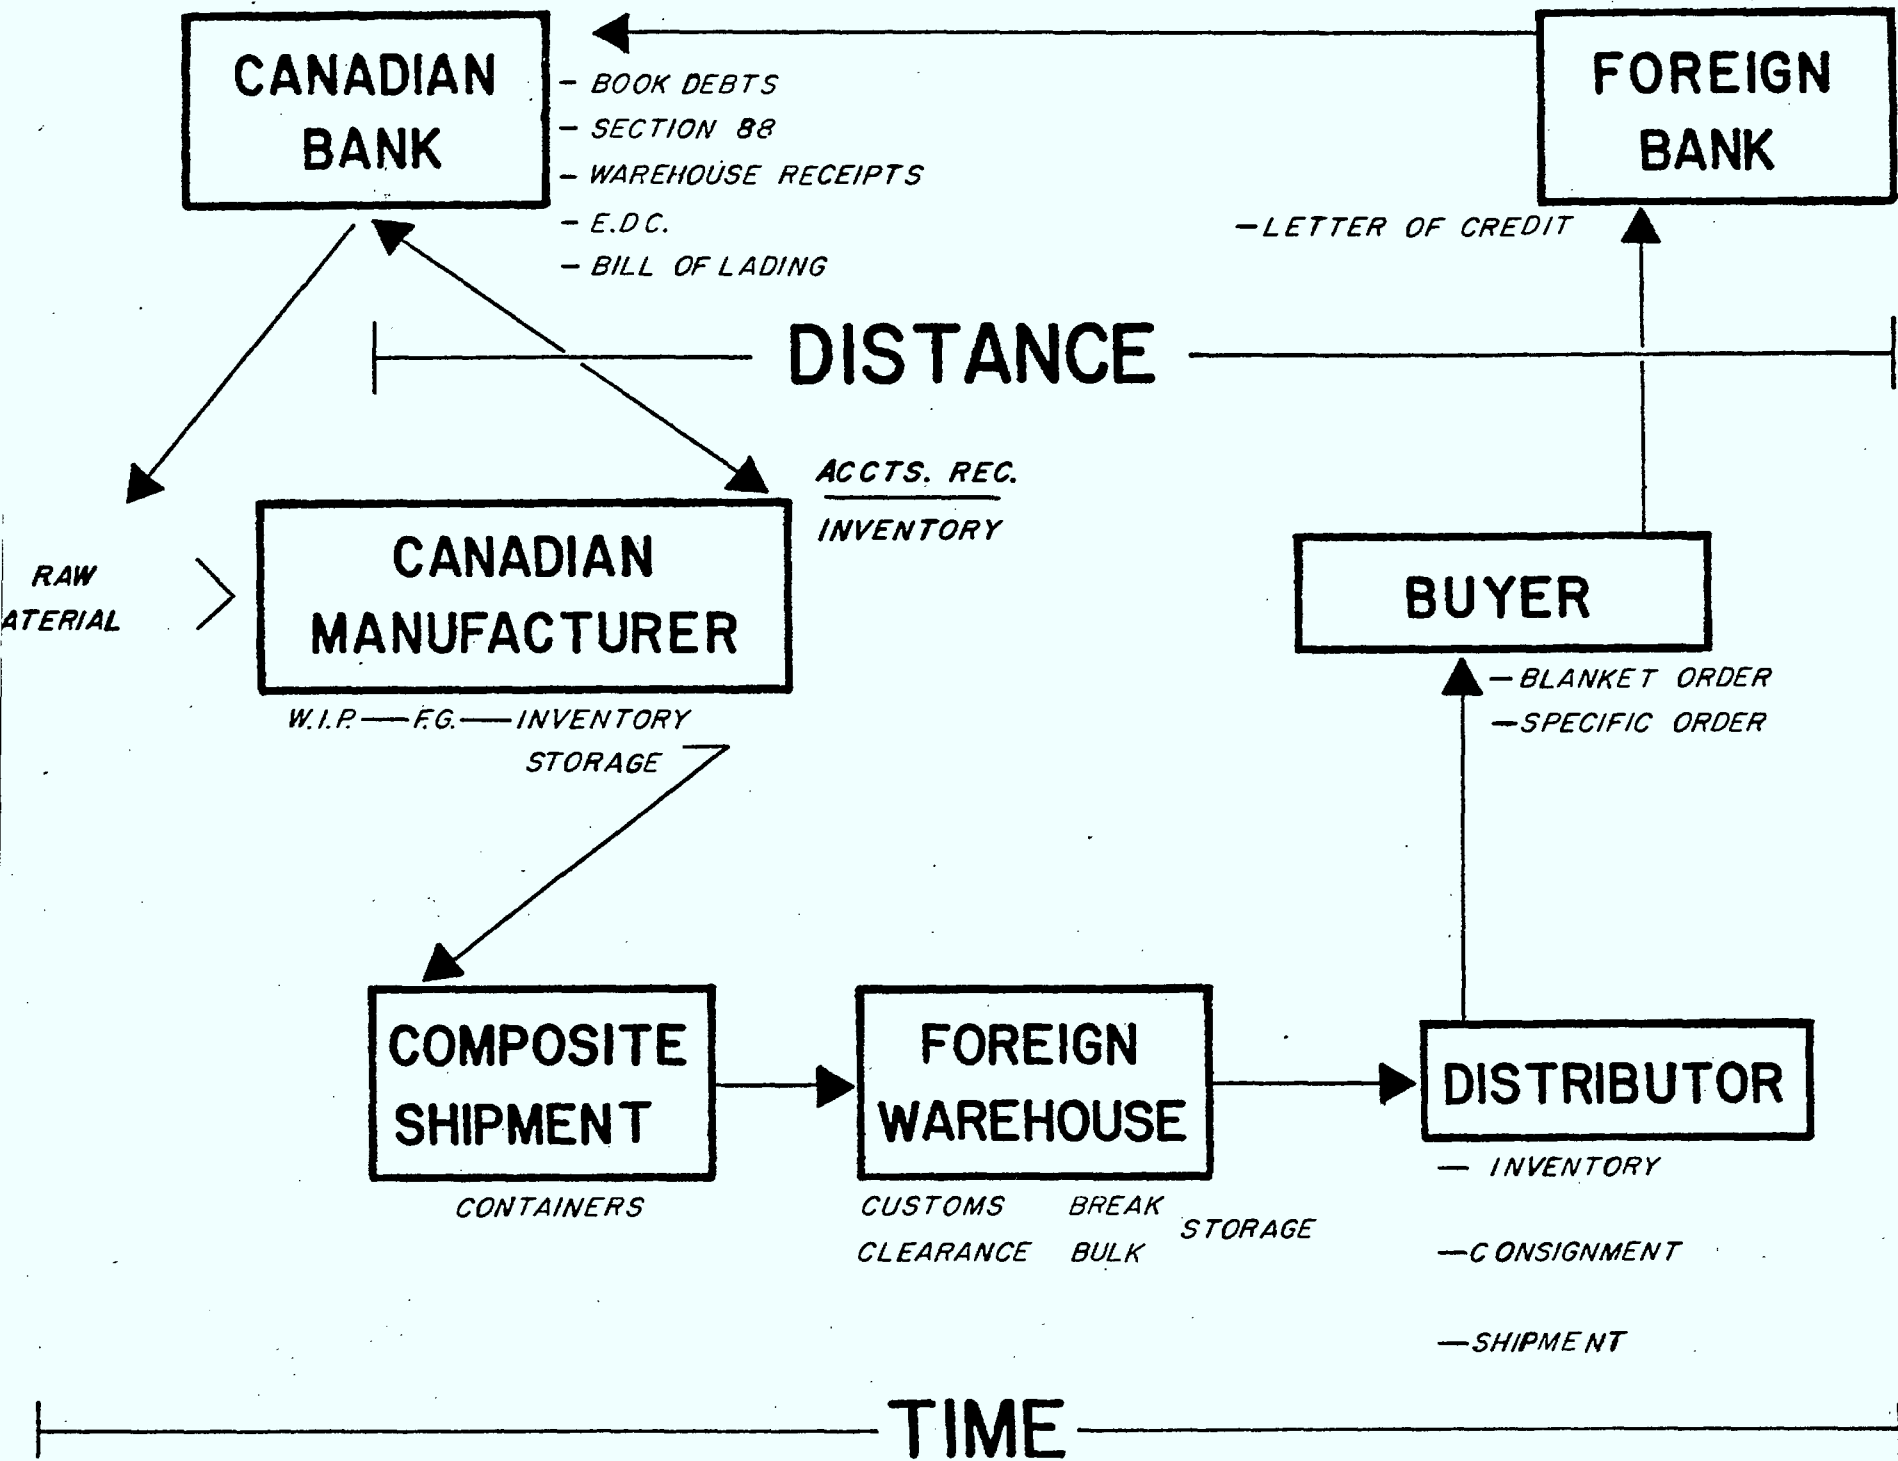 CANADIAN
BANK
- BOOK DEBTS
- SECTION 88
- WAREHOUSE RECEIPTS
- E.D C.
- BILL OF LADING
FOREIGN
BANK
-LETTER OF CREDIT
DISTANCE
RAW
ATERIAL
CANADIAN
MANUFACTURER
ACCTS. REC.
INVENTORY
W.I.P.—F.G.—INVENTORY
STORAGE
BUYER
-BLANKET ORDER
-SPECIFIC ORDER
COMPOSITE
SHIPMENT
CONTAINERS
FOREIGN
WAREHOUSE
CUSTOMS
CLEARANCE
BREAK
BULK
STORAGE
DISTRIBUTOR
- INVENTORY
-CONSIGNMENT
-SHIPMENT
TIME